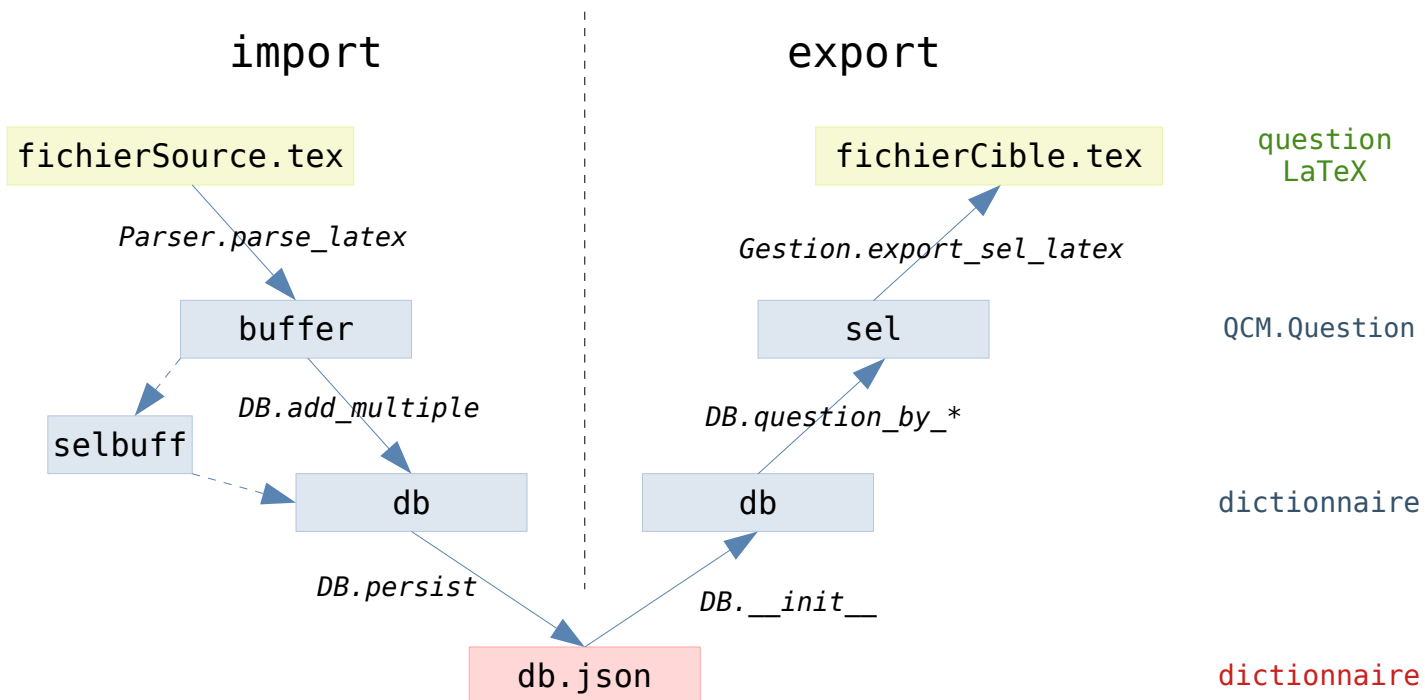 import
export
fichierSource.tex
fichierCible.tex
question
LaTeX
Parser.parse_latex
Gestion.export_sel_latex
buffer
sel
QCM.Question
DB.add_multiple
DB.question_by_*
selbuff
db
db
dictionnaire
DB.persist
DB.__init__
db.json
dictionnaire